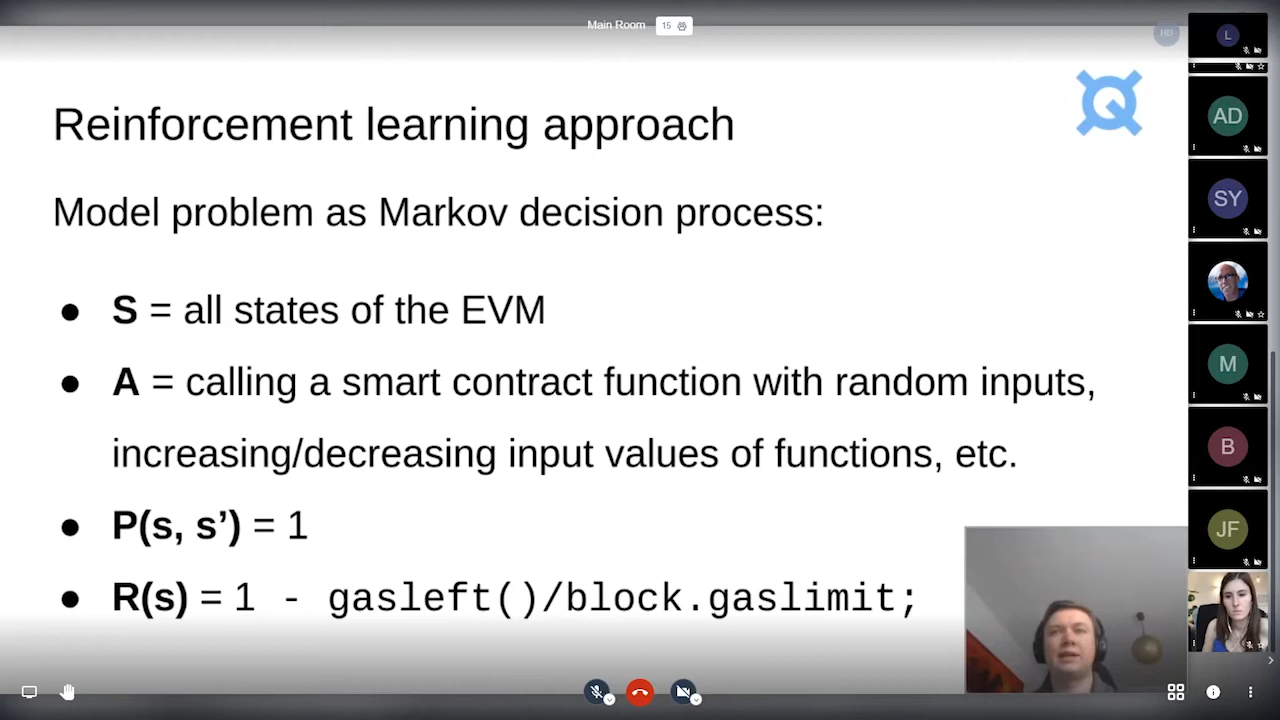 Main Room
15
HD
L
Reinforcement learning approach
Q
AD
Model problem as Markov decision process:
SY
● S = all states of the EVM
● A = calling a smart contract function with random inputs,
increasing/decreasing input values of functions, etc.
M
B
● P(s, s’) = 1
JF
● R(s) = 1 - gasleft()/block.gaslimit;